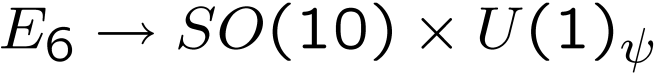 E₆ → SO(10) × U(1)ψ